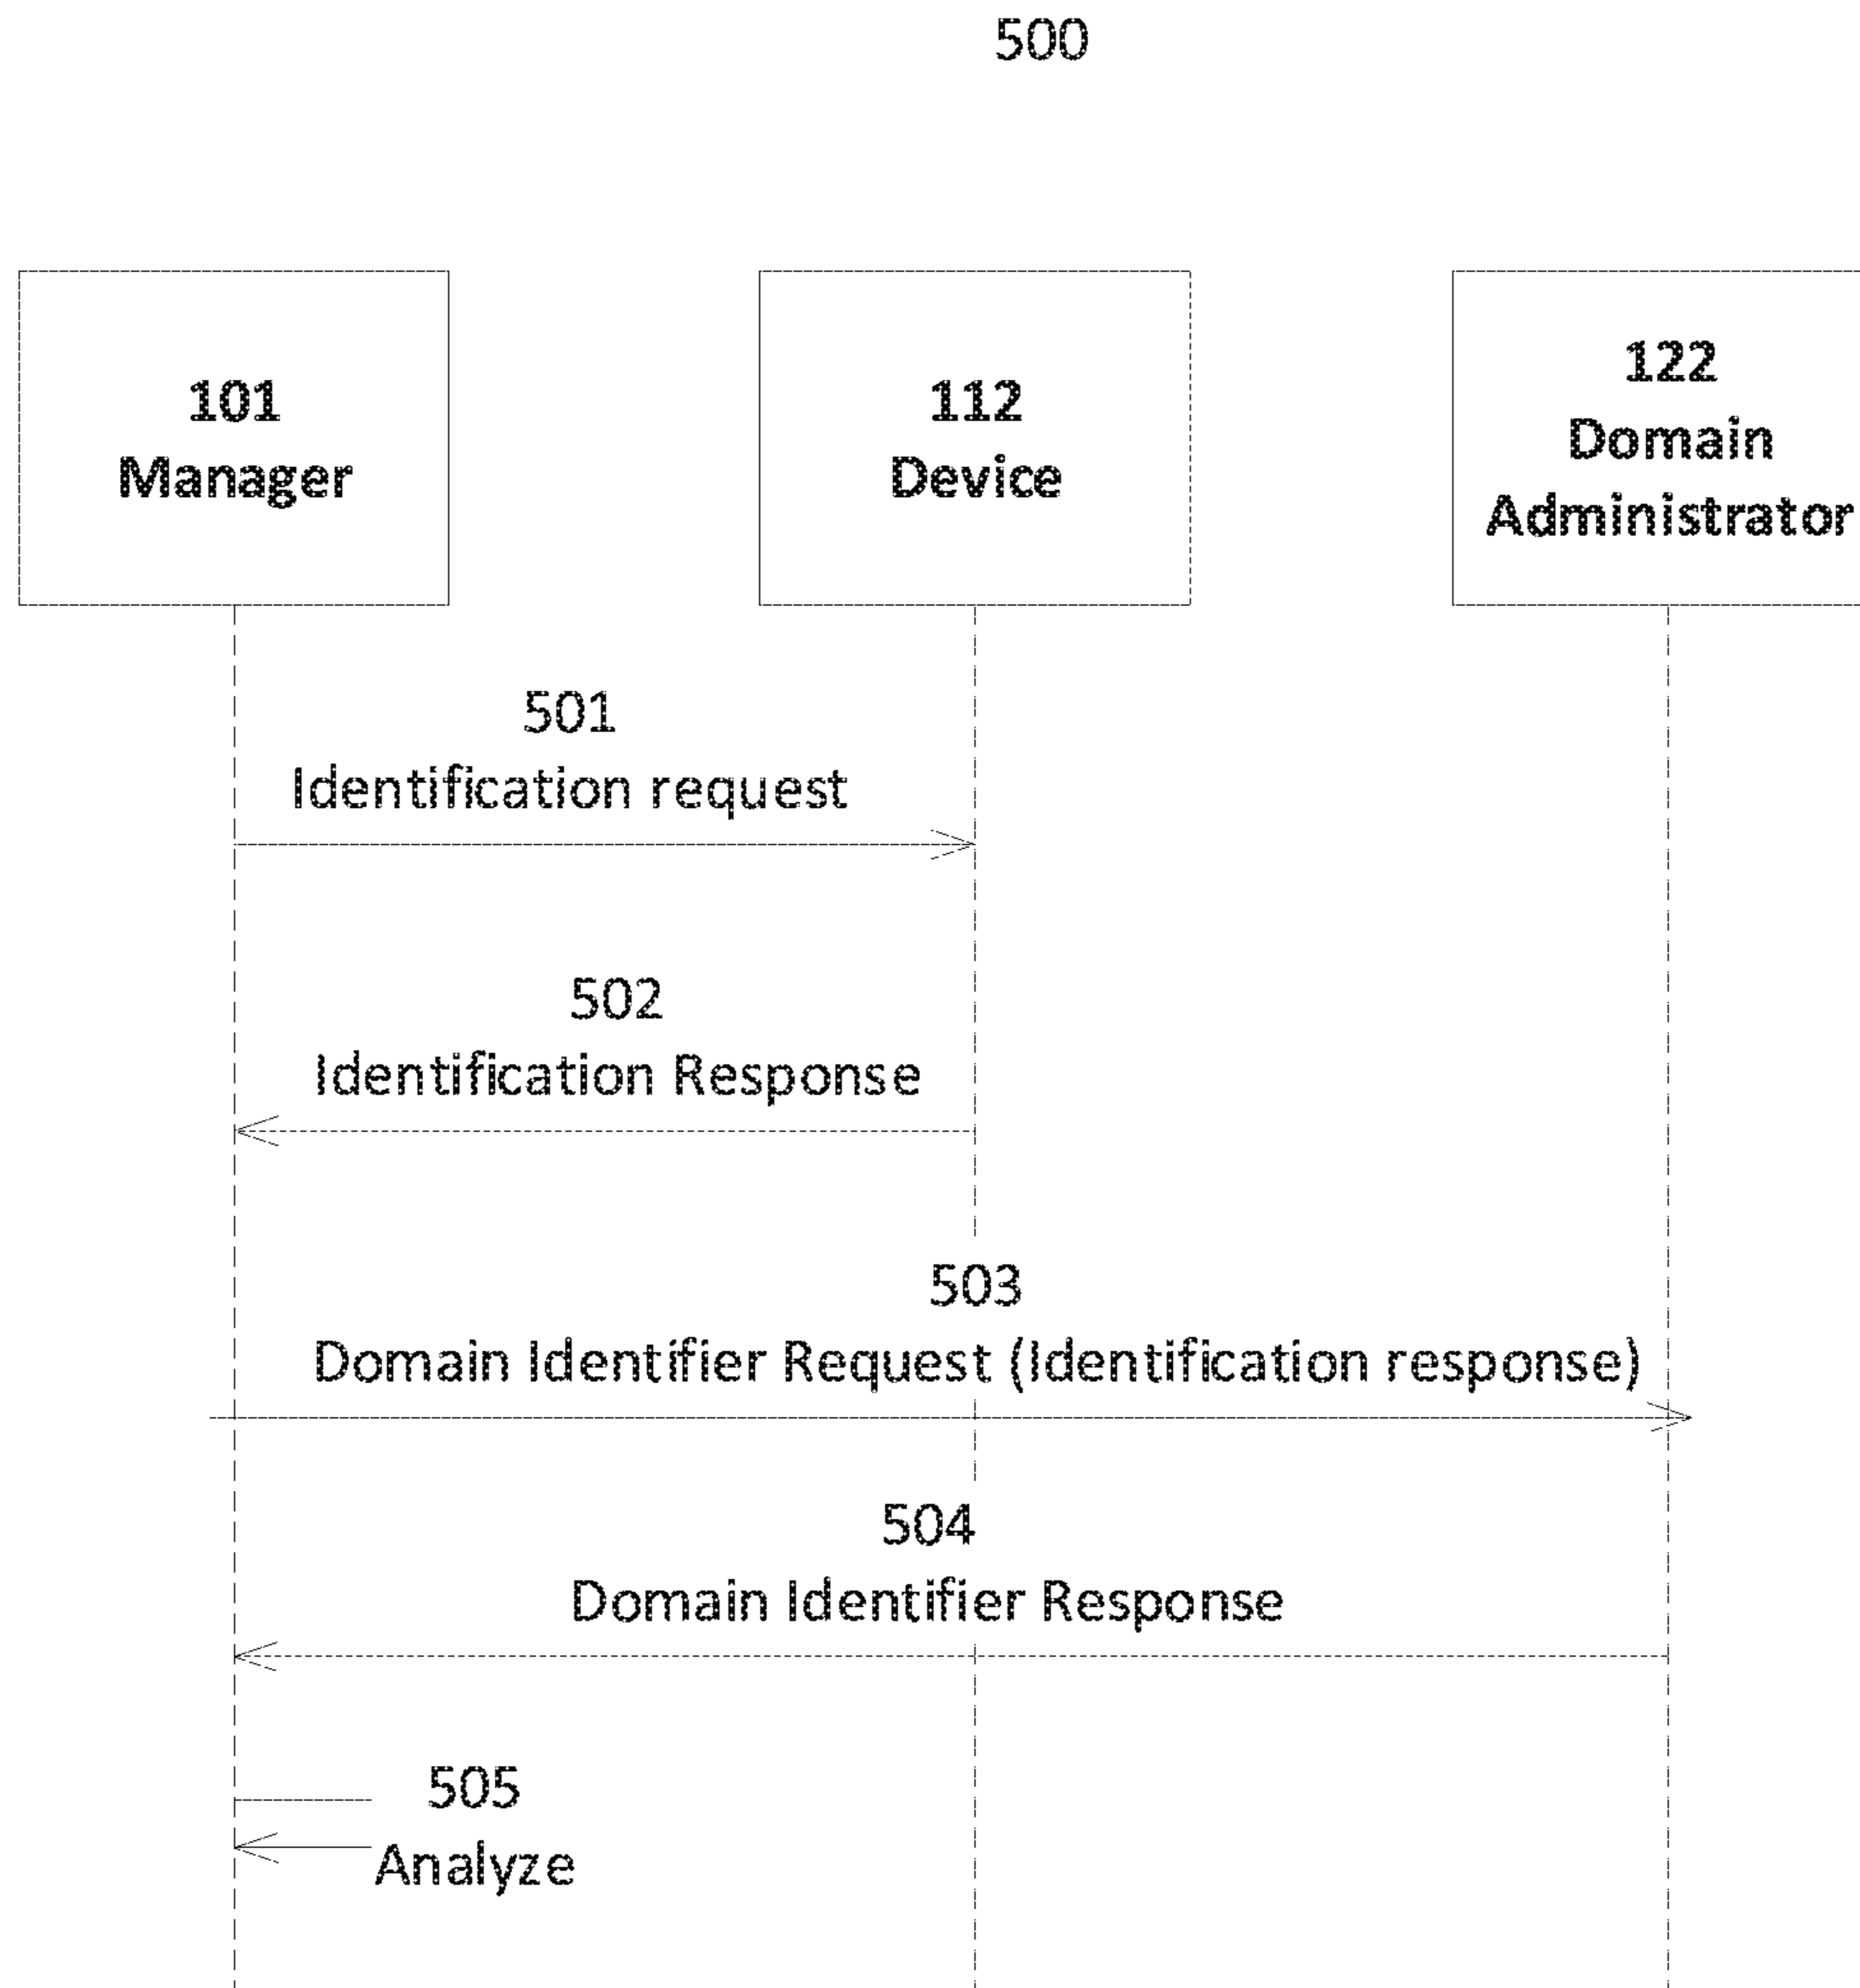 500
101
Manager
112
Device
122
Domain
Administrator
501
Identification request
502
Identification Response
503
Domain Identifier Request (Identification response)
504
Domain Identifier Response
505
Analyze